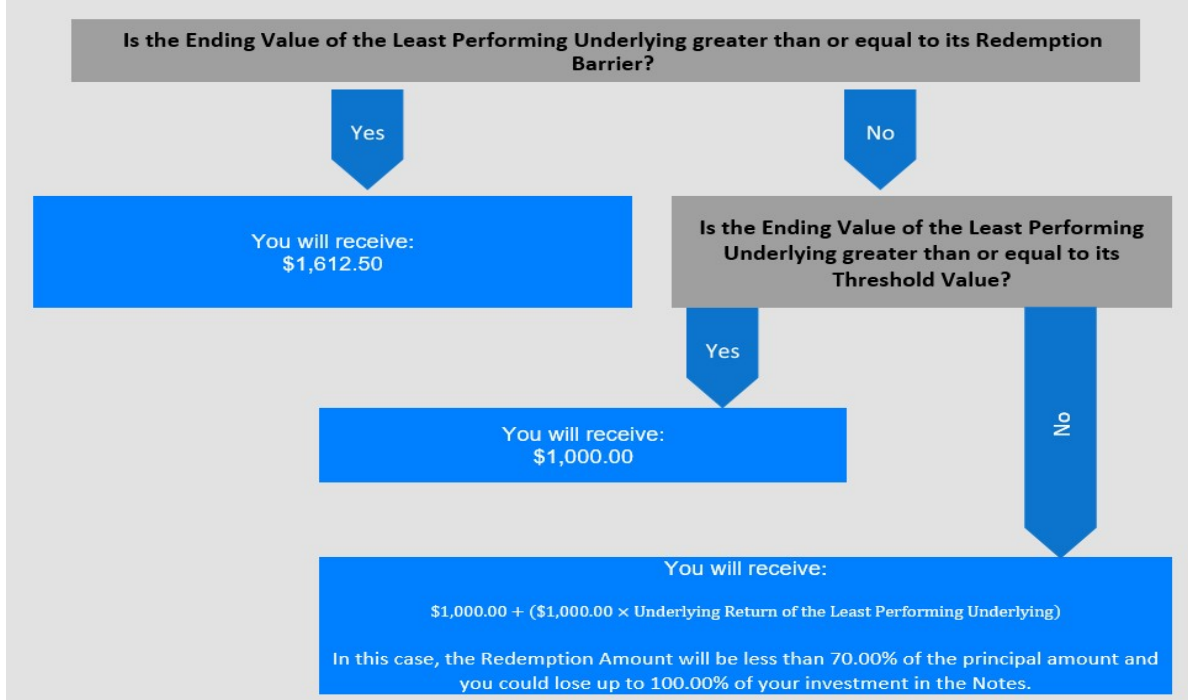 Is the Ending Value of the Least Performing Underlying greater than or equal to its Redemption
Barrier?
Yes
No
You will receive:
$1,612.50
Is the Ending Value of the Least Performing
Underlying greater than or equal to its
Threshold Value?
Yes
No
You will receive:
$1,000.00
You will receive:
$1,000.00 + ($1,000.00 × Underlying Return of the Least Performing Underlying)
In this case, the Redemption Amount will be less than 70.00% of the principal amount and
you could lose up to 100.00% of your investment in the Notes.